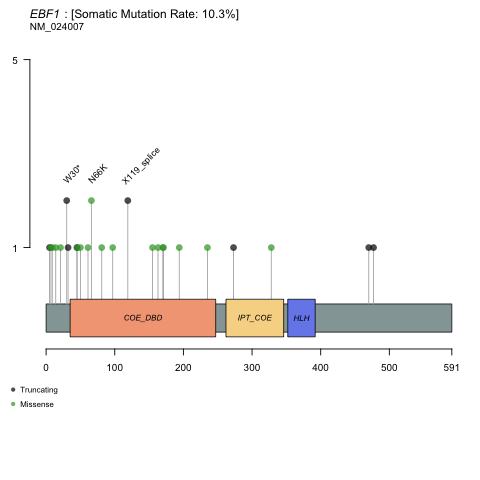 EBF1 : [Somatic Mutation Rate: 10.3%]
NM_024007
5
W30*
N66K
X119_splice
1
COE_DBD
IPT_COE
HLH
0 100 200 300 400 500 591
Truncating
Missense